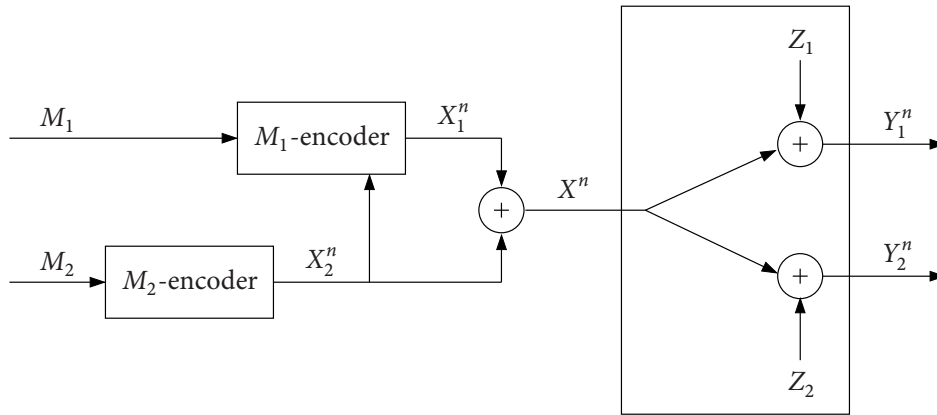 Z₁
M₁
M₁-encoder
X₁ⁿ
Y₁ⁿ
Xⁿ
M₂
M₂-encoder
X₂ⁿ
Y₂ⁿ
Z₂
+
+
+